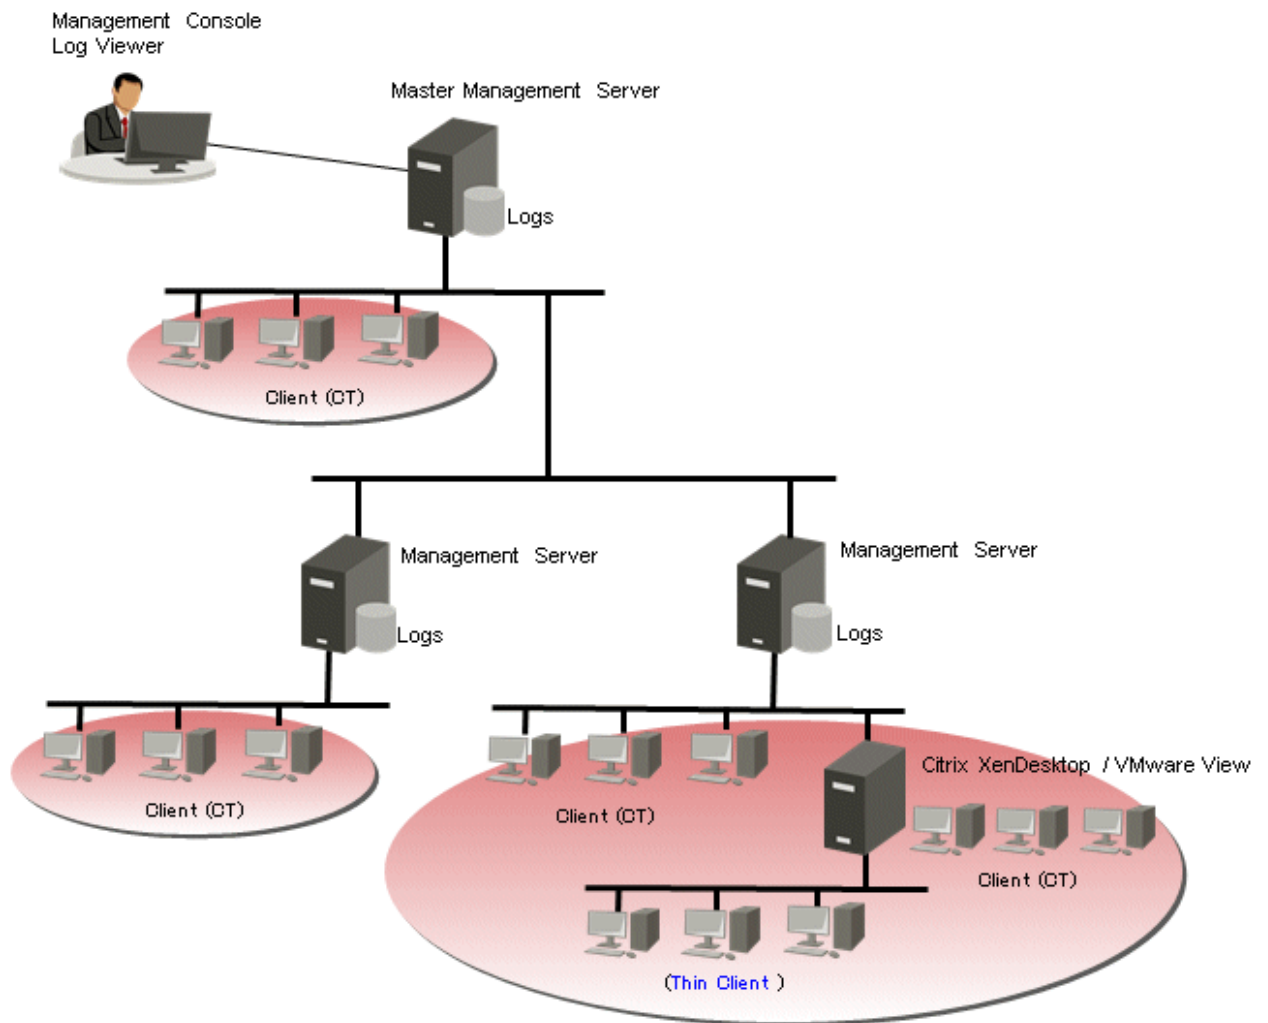 Management Console
Log Viewer
Master Management Server
Logs
Client (CT)
Management Server
Logs
Management Server
Logs
Client (CT)
Client (CT)
Citrix XenDesktop / VMware View
Client (CT)
(Thin Client )